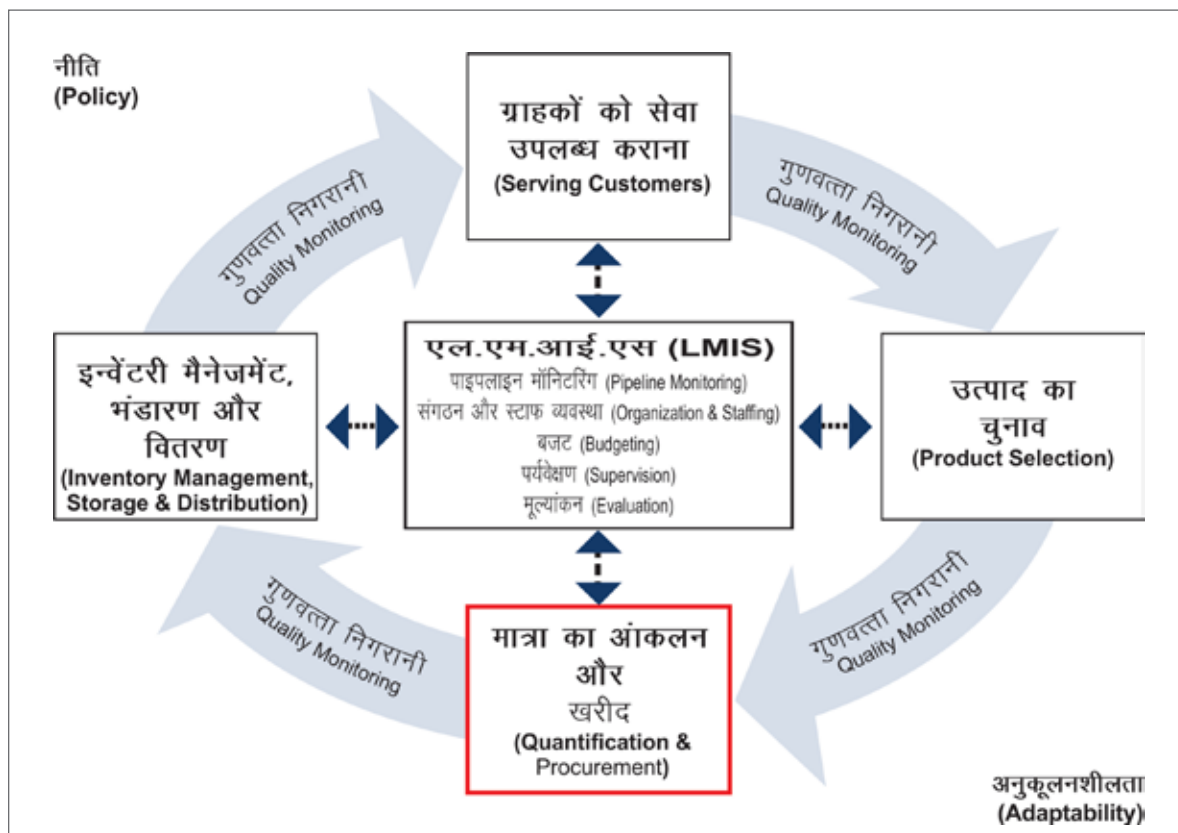 नीति
(Policy)
ग्राहकों को सेवा
उपलब्ध कराना
(Serving Customers)
गुणवत्ता निगरानी
Quality Monitoring
गुणवत्ता निगरानी
Quality Monitoring
इन्वेंटरी मैनेजमेंट,
भंडारण और
वितरण
(Inventory Management,
Storage & Distribution)
एल.एम.आई.एस (LMIS)
पाइपलाइन मॉनिटरिंग (Pipeline Monitoring)
संगठन और स्टाफ व्यवस्था (Organization & Staffing)
बजट (Budgeting)
पर्यवेक्षण (Supervision)
मूल्यांकन (Evaluation)
उत्पाद का
चुनाव
(Product Selection)
गुणवत्ता निगरानी
Quality Monitoring
गुणवत्ता निगरानी
Quality Monitoring
मात्रा का आंकलन
और
खरीद
(Quantification &
Procurement)
अनुकूलनशीलता
(Adaptability)